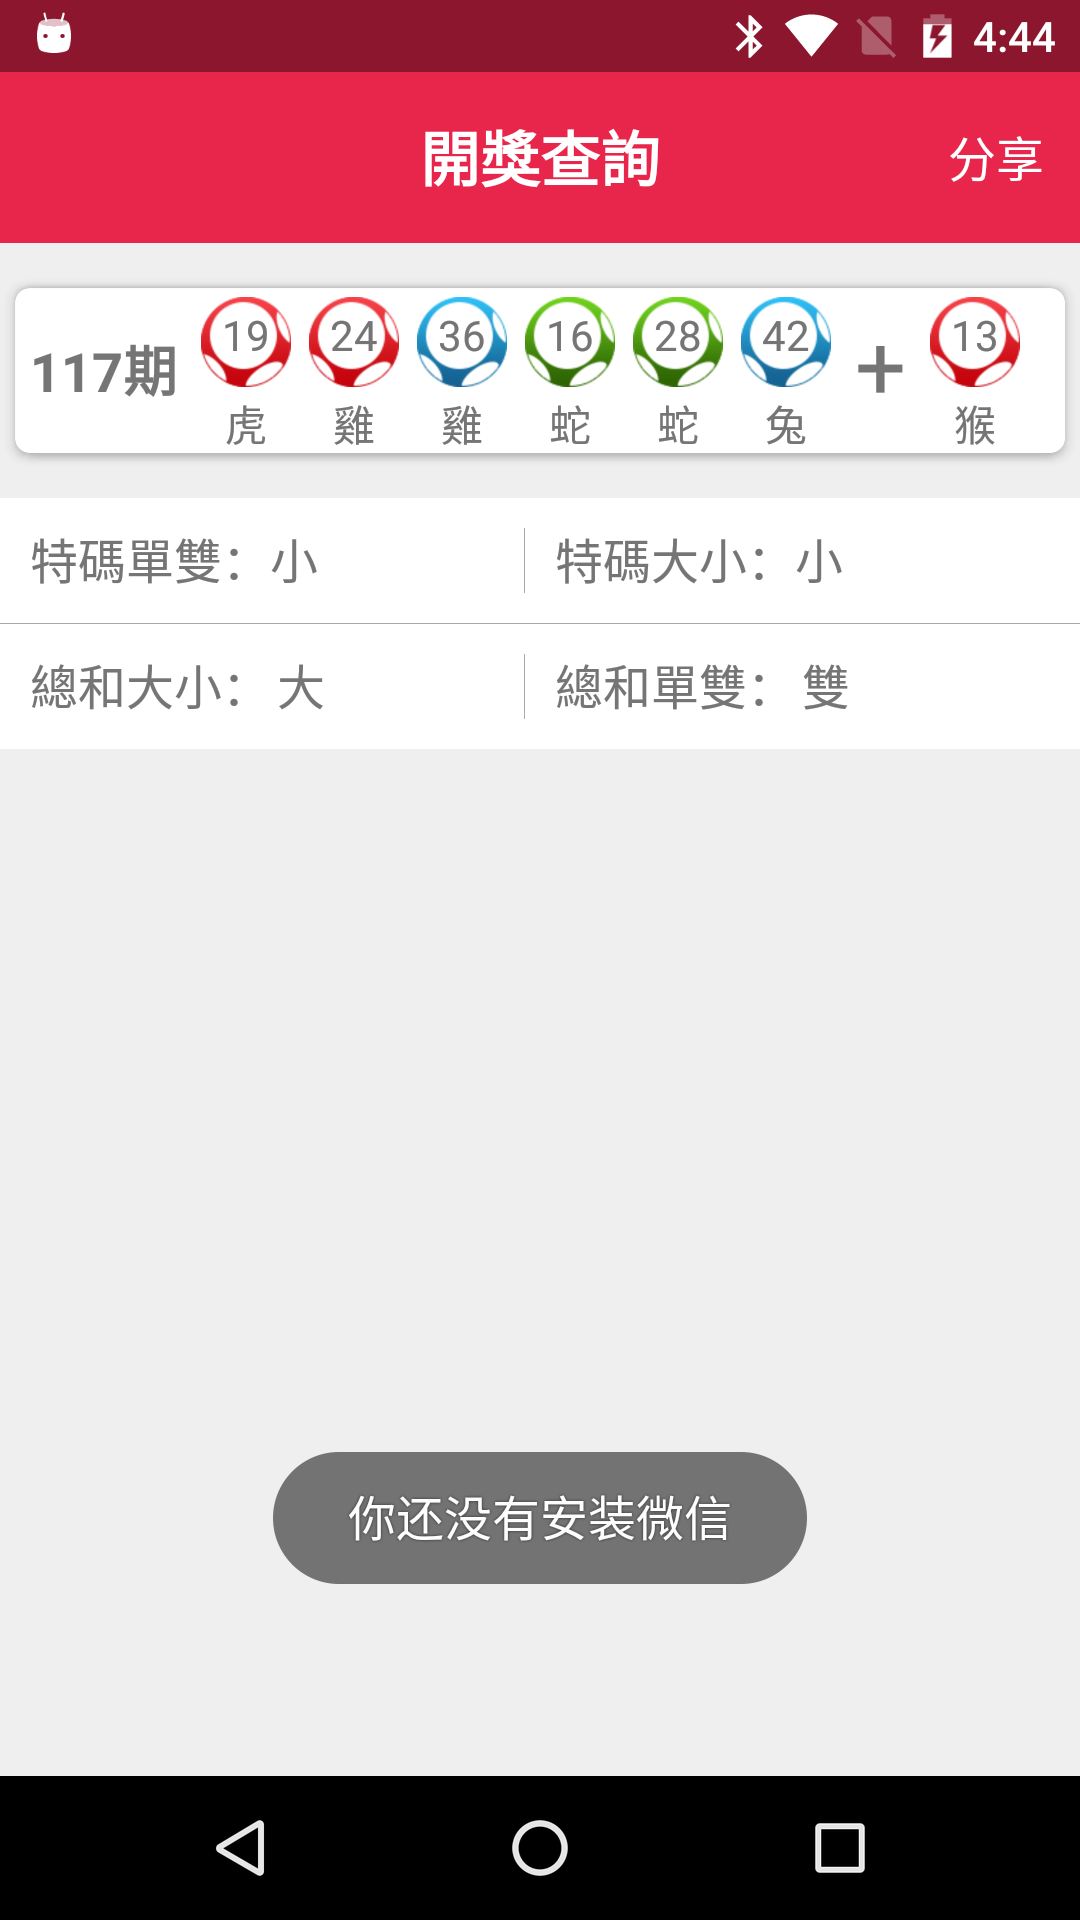 4:44
開獎查詢
分享
117期
19 24 36 16 28 42 + 13
虎 雞 雞 蛇 蛇 兔 猴
特碼單雙：小
特碼大小：小
總和大小： 大
總和單雙： 雙
你还没有安装微信